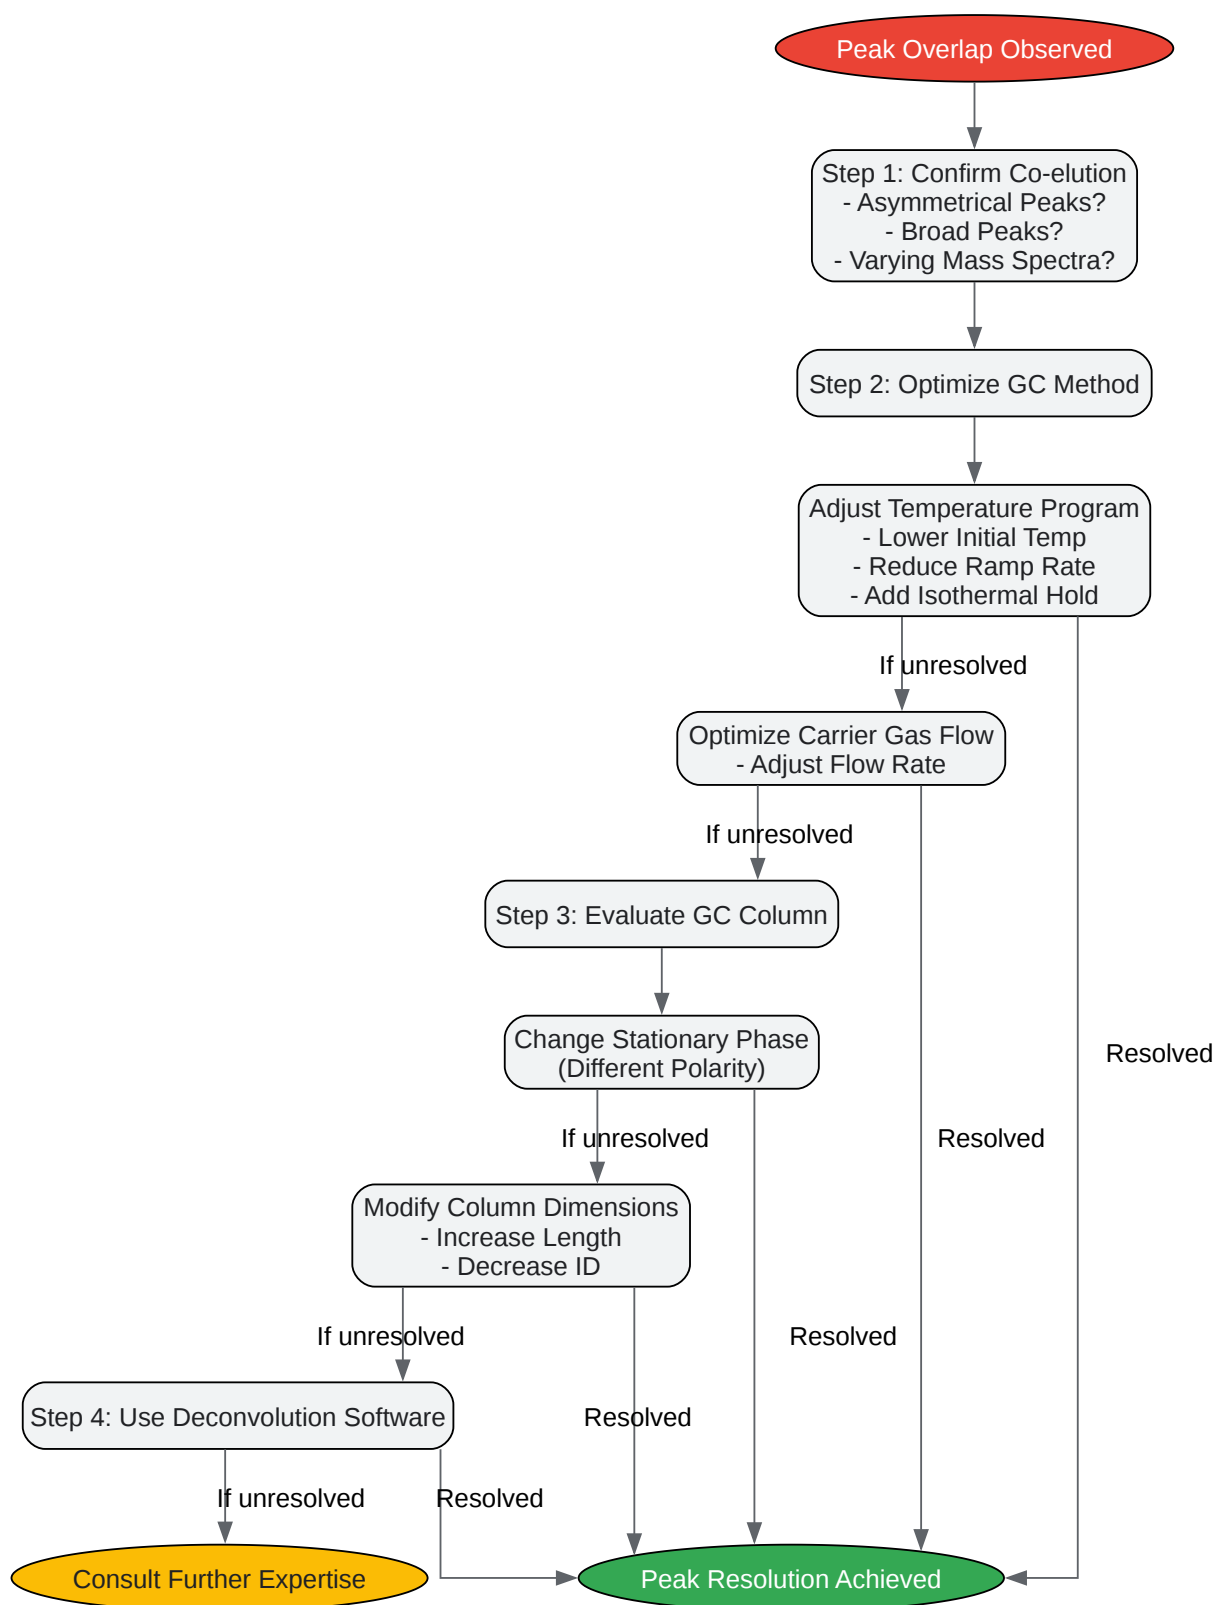 Peak Overlap Observed
Step 1: Confirm Co-elution
- Asymmetrical Peaks?
- Broad Peaks?
- Varying Mass Spectra?
Step 2: Optimize GC Method
Adjust Temperature Program
- Lower Initial Temp
- Reduce Ramp Rate
- Add Isothermal Hold
If unresolved
Optimize Carrier Gas Flow
- Adjust Flow Rate
If unresolved
Step 3: Evaluate GC Column
Change Stationary Phase
(Different Polarity)
Resolved
If unresolved
Resolved
Modify Column Dimensions
- Increase Length
- Decrease ID
If unresolved
Resolved
Step 4: Use Deconvolution Software
Resolved
If unresolved
Resolved
Consult Further Expertise
Peak Resolution Achieved